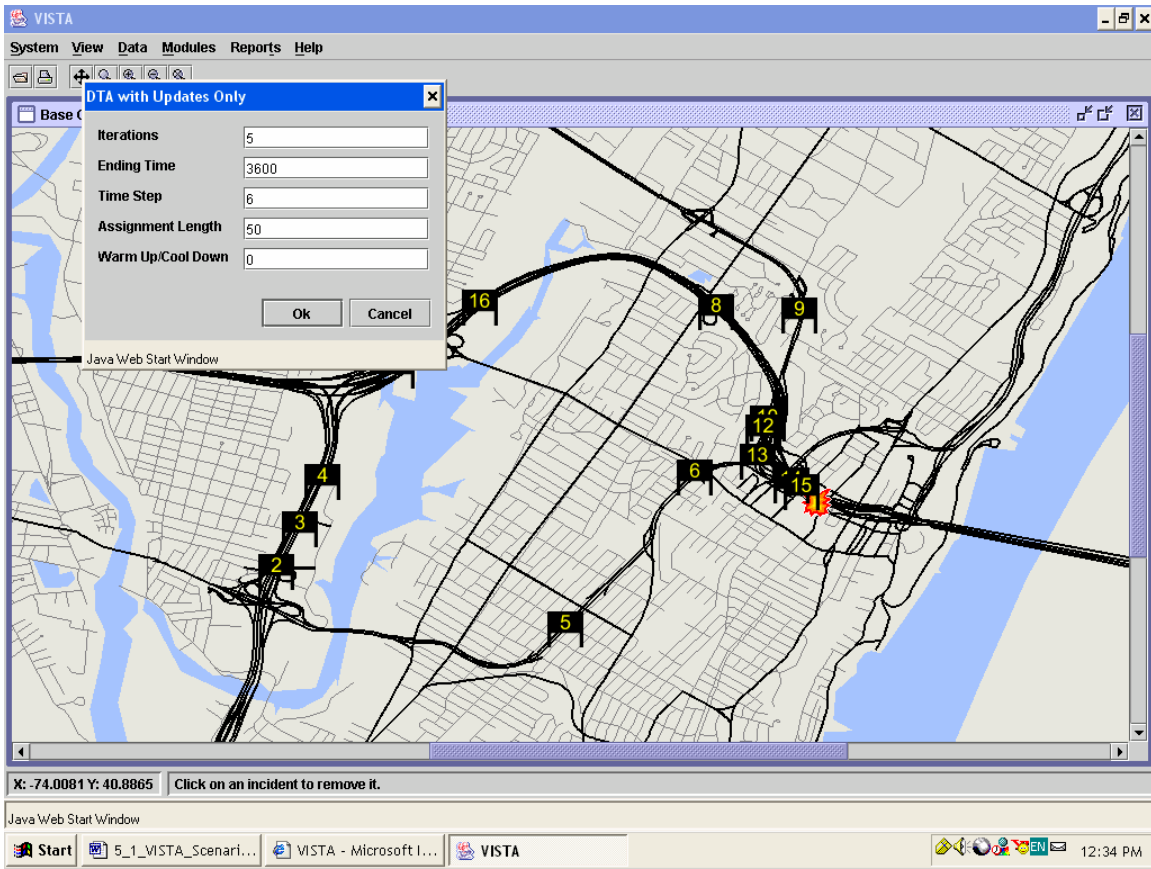 VISTA
System View Data Modules Reports Help
DTA with Updates Only
Base
Iterations 5
Ending Time 3600
Time Step 6
Assignment Length 50
Warm Up/Cool Down 0
Ok Cancel
Java Web Start Window
16
8
9
12
13
6
15
4
3
2
5
X: -74.0081 Y: 40.8865 Click on an incident to remove it.
Java Web Start Window
Start 5_1_VISTA_Scenari... VISTA - Microsoft I... VISTA EN 12:34 PM